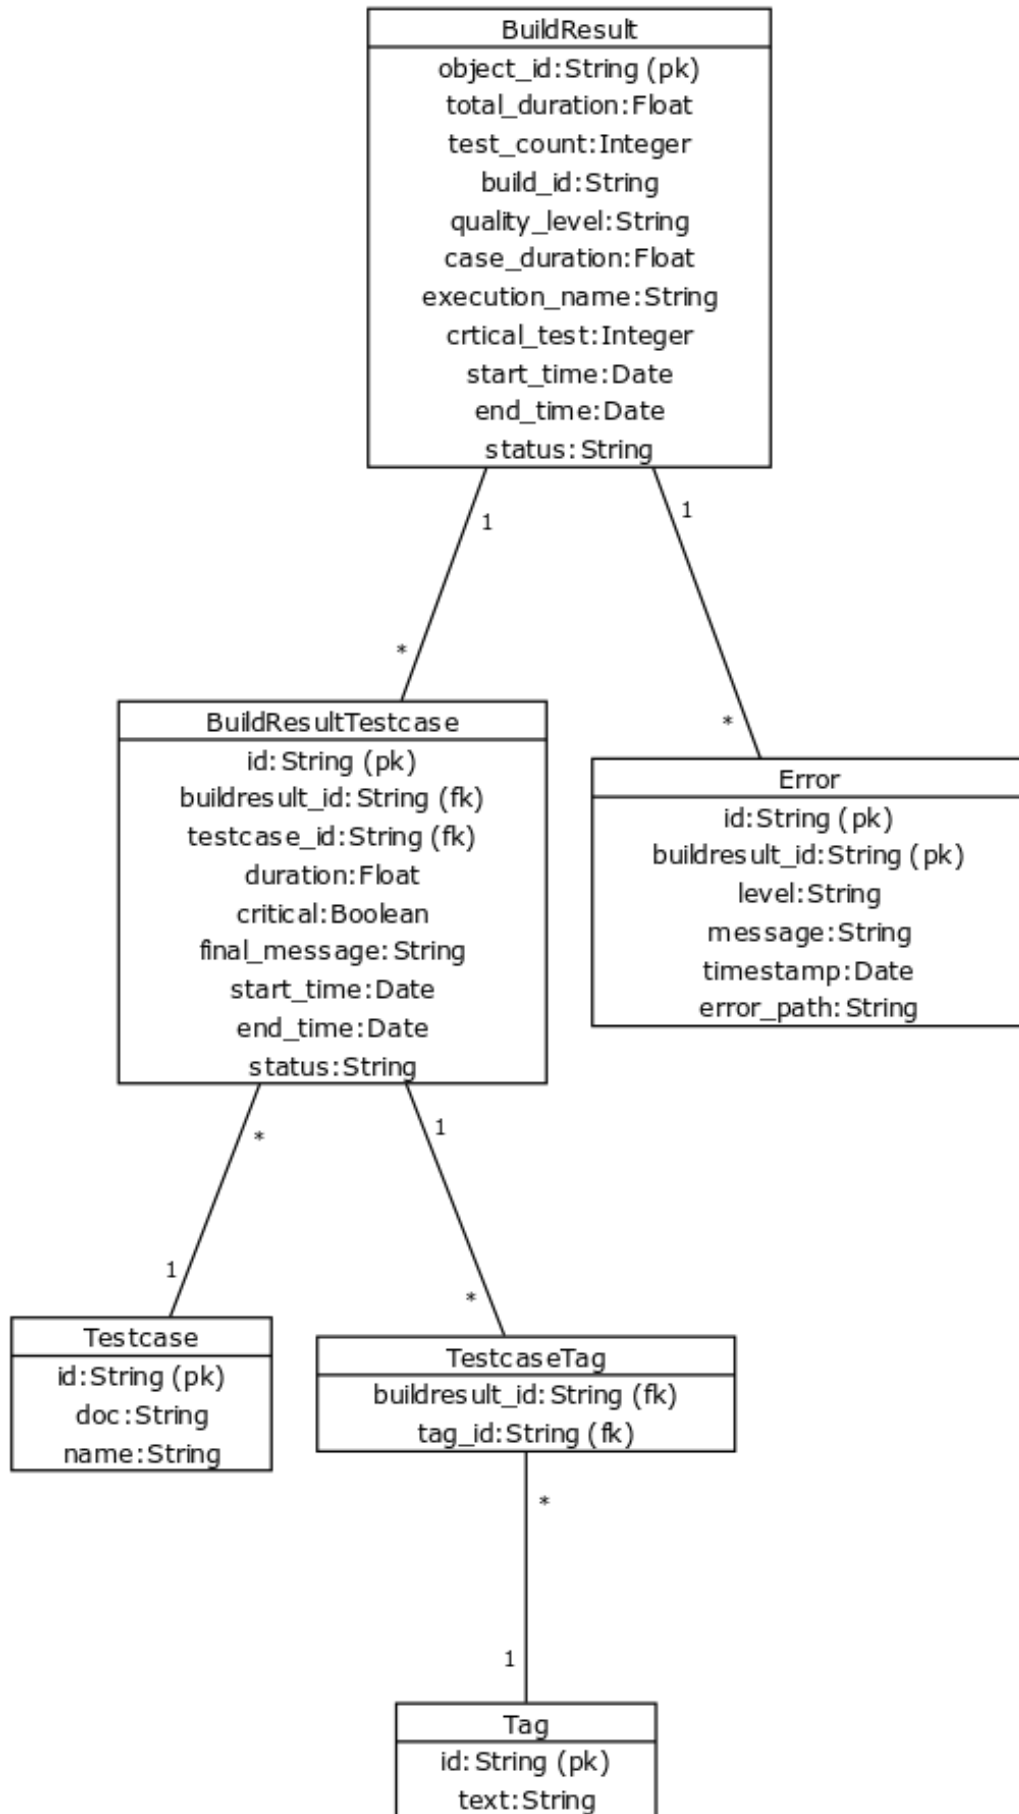 BuildResult
object_id:String (pk)
total_duration:Float
test_count:Integer
build_id:String
quality_level:String
case_duration:Float
execution_name:String
crtical_test:Integer
start_time:Date
end_time:Date
status:String
1
1
*
*
BuildResultTestcase
id:String (pk)
buildresult_id:String (fk)
testcase_id:String (fk)
duration:Float
critical:Boolean
final_message:String
start_time:Date
end_time:Date
status:String
Error
id:String (pk)
buildresult_id:String (pk)
level:String
message:String
timestamp:Date
error_path:String
*
1
1
*
Testcase
id:String (pk)
doc:String
name:String
TestcaseTag
buildresult_id:String (fk)
tag_id:String (fk)
*
1
Tag
id:String (pk)
text:String